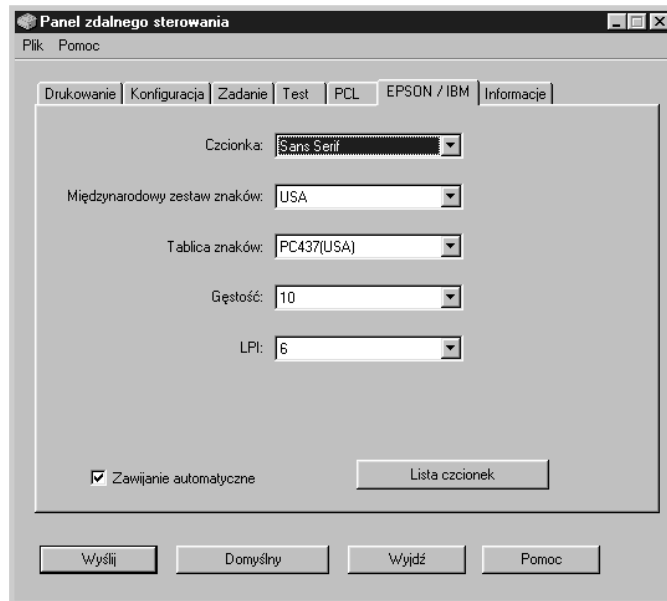 Panel zdalnego sterowania
Plik Pomoc
Drukowanie Konfiguracja Zadanie Test PCL EPSON / IBM Informacje
Czcionka: Sans Serif
Międzynarodowy zestaw znaków: USA
Tablica znaków: PC437(USA)
Gęstość: 10
LPI: 6
Zawijanie automatyczne Lista czcionek
Wyślij Domyślny Wyjdź Pomoc